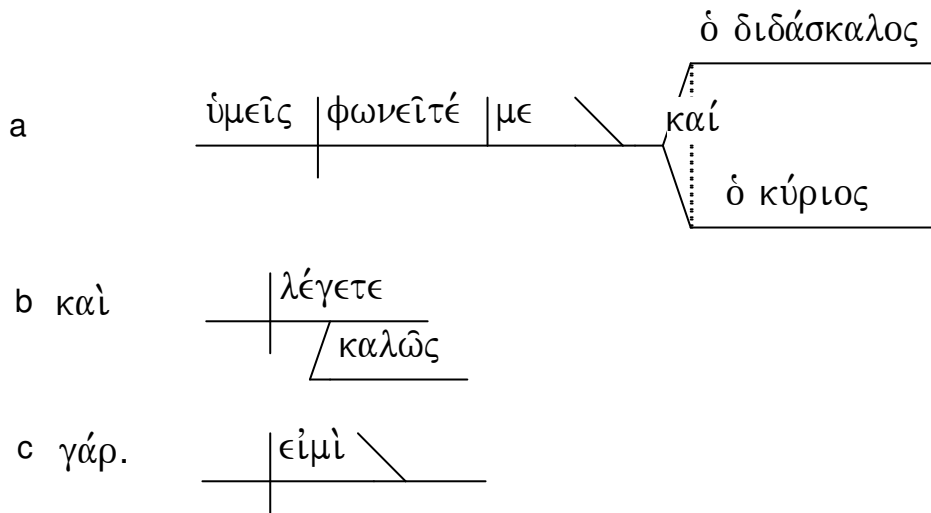 ὁ διδάσκαλος
a ὑμεῖς φωνεῖτέ με καί
ὁ κύριος
b καὶ λέγετε
καλῶς
c γάρ. εἰμὶ